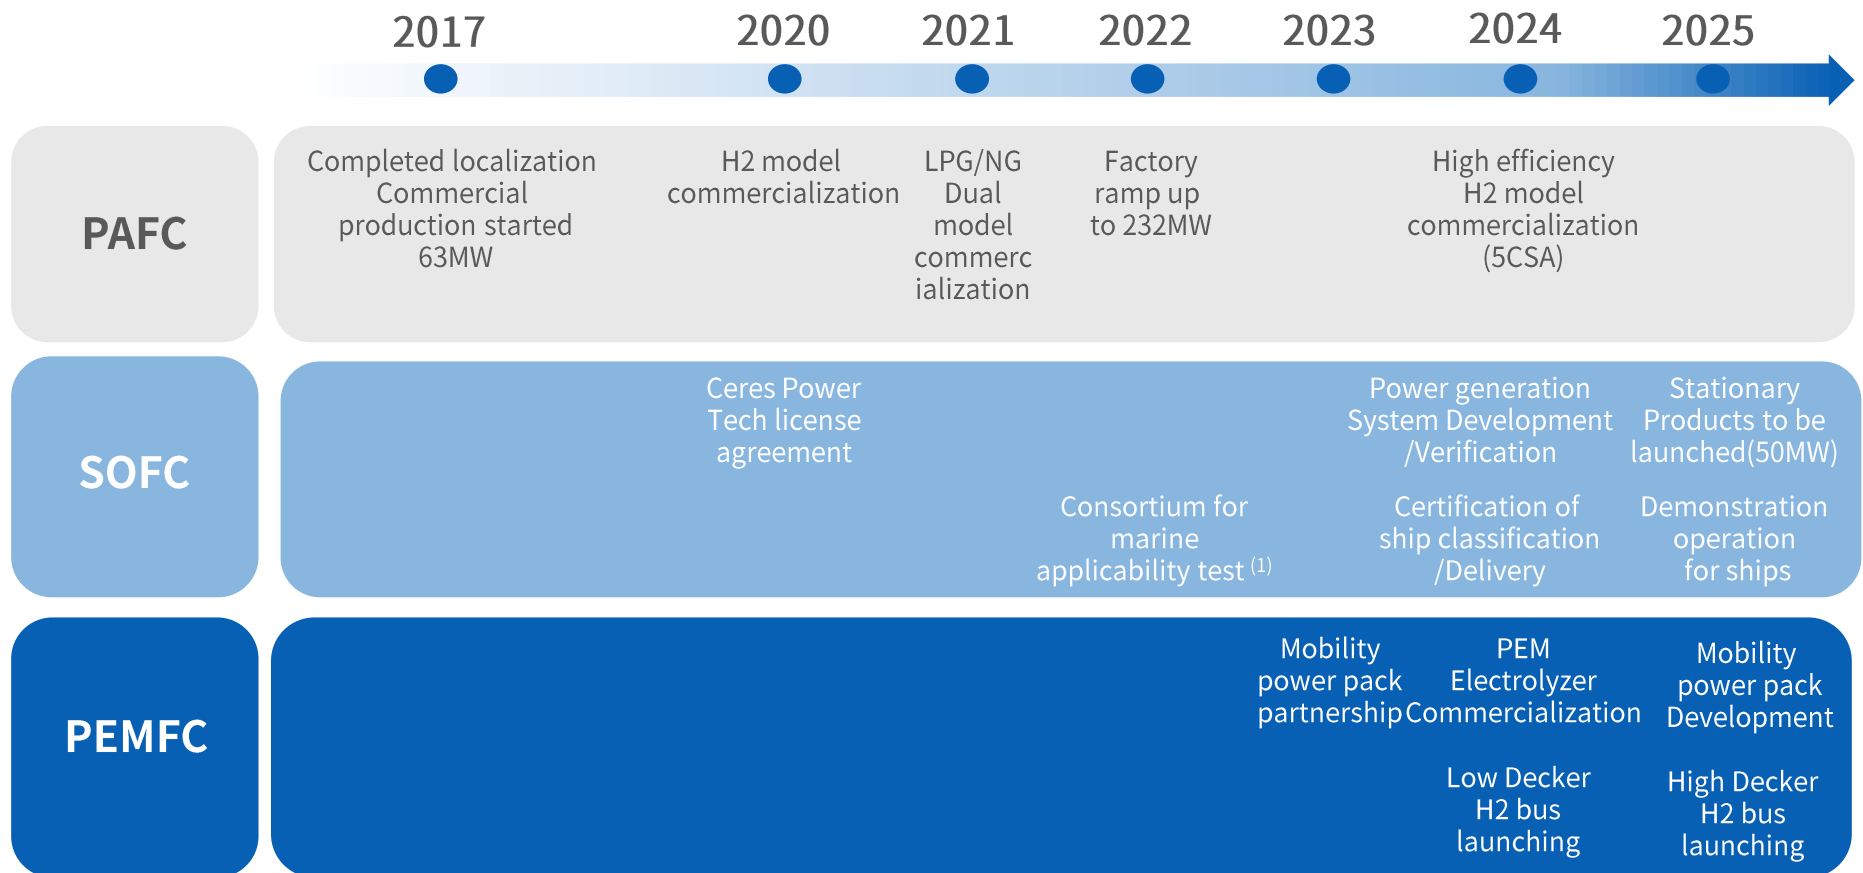 2017
2020
2021
2022
2023
2024
2025
PAFC
Completed localization
Commercial
production started
63MW
H2 model
commercialization
LPG/NG
Dual
model
commerc
ialization
Factory
ramp up
to 232MW
High efficiency
H2 model
commercialization
(5CSA)
SOFC
Ceres Power
Tech license
agreement
Consortium for
marine
applicability test (1)
Power generation
System Development
/Verification
Certification of
ship classification
/Delivery
Stationary
Products to be
launched(50MW)
Demonstration
operation
for ships
PEMFC
Mobility
power pack
partnership
PEM
Electrolyzer
Commercialization
Low Decker
H2 bus
launching
Mobility
power pack
Development
High Decker
H2 bus
launching